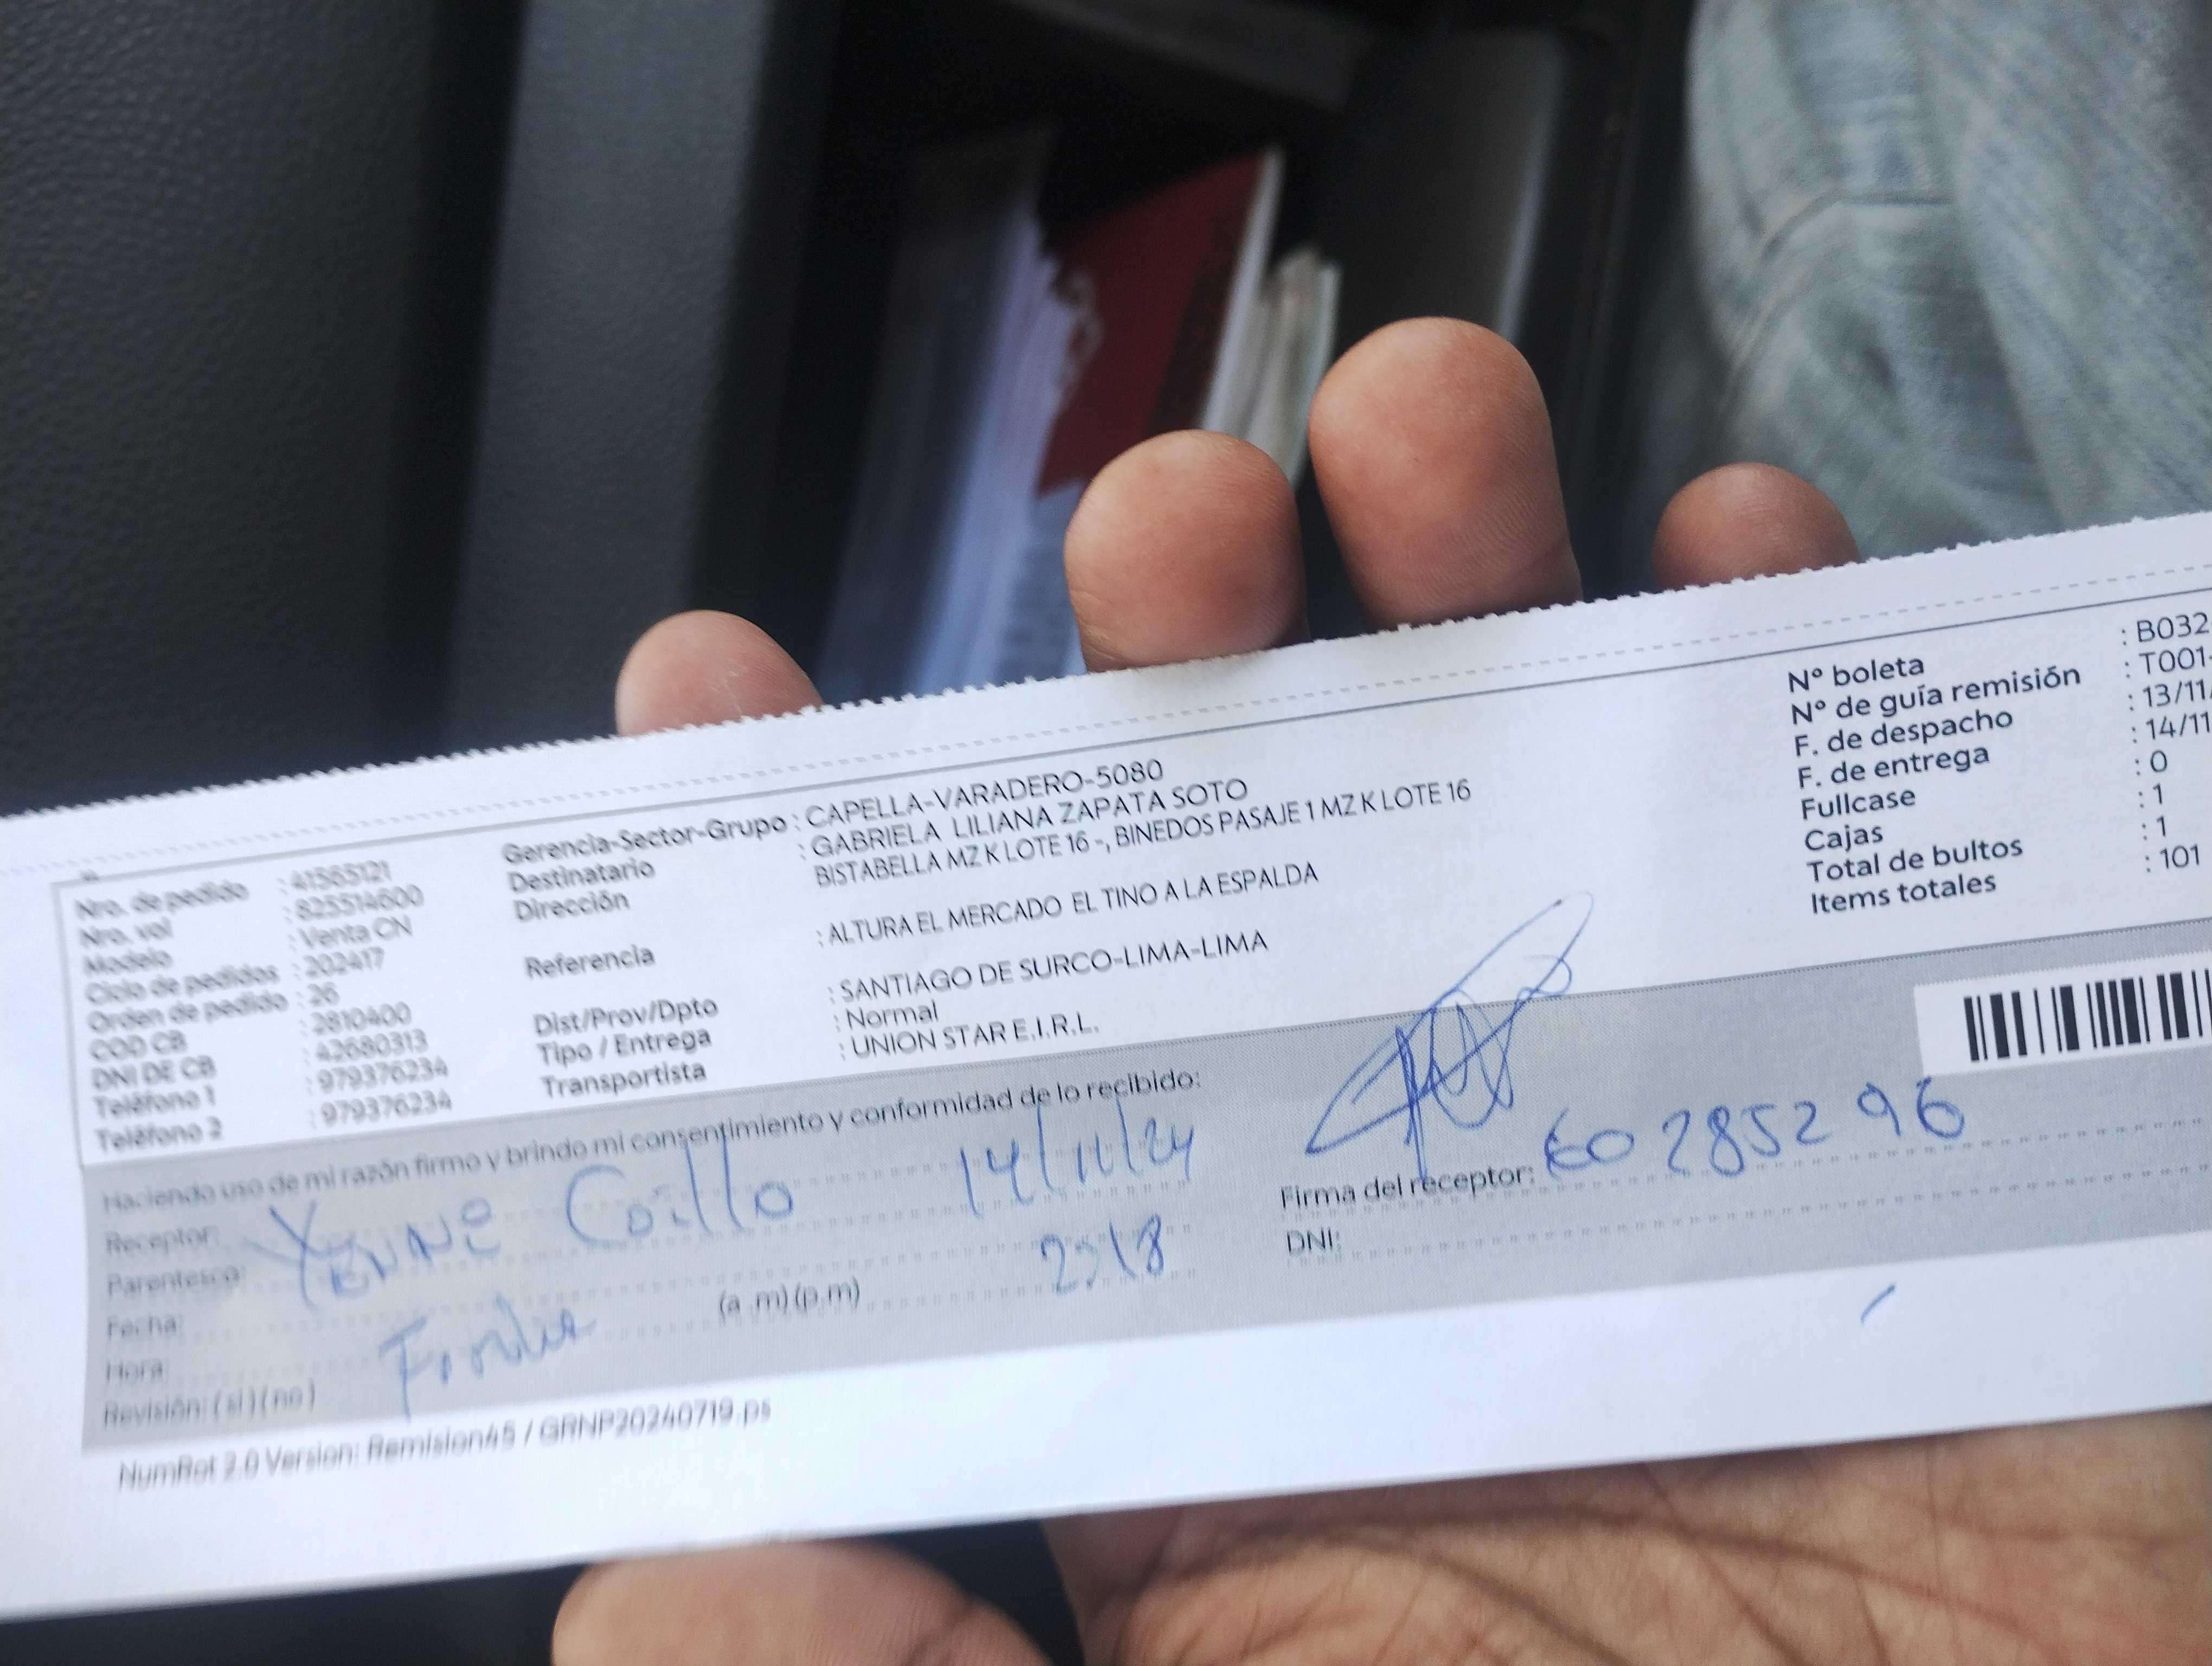 Nro. de pedido : 41565121
Nro. vol : 825514600
Modelo : Venta CN
Ciclo de pedidos : 202417
Orden de pedido : 26
COD CB : 2810400
DNI DE CB : 42680313
Teléfono 1 : 979376234
Teléfono 2 : 979376234
Gerencia-Sector-Grupo : CAPELLA-VARADERO-5080
Destinatario : GABRIELA LILIANA ZAPATA SOTO
Dirección BISTABELLA MZ K LOTE 16 -, BINEDOS PASAJE 1 MZ K LOTE 16
Referencia : ALTURA EL MERCADO EL TINO A LA ESPALDA
Dist/Prov/Dpto : SANTIAGO DE SURCO-LIMA-LIMA
Tipo / Entrega : Normal
Transportista : UNION STAR E.I.R.L.
N° boleta : B032
N° de guía remisión : T001-
F. de despacho : 13/11/
F. de entrega : 14/11
Fullcase : 0
Cajas : 1
Total de bultos : 1
Items totales : 101
Haciendo uso de mi razón firmo y brindo mi consentimiento y conformidad de lo recibido:
Receptor:
Parentesco:
Fecha:
Hora:
Revisión: ( si ) ( no )
14/11/24
(a .m) (p.m)
Firma del receptor:
DNI:
NumRot 2.0 Version: Remision45 / GRNP20240719.ps